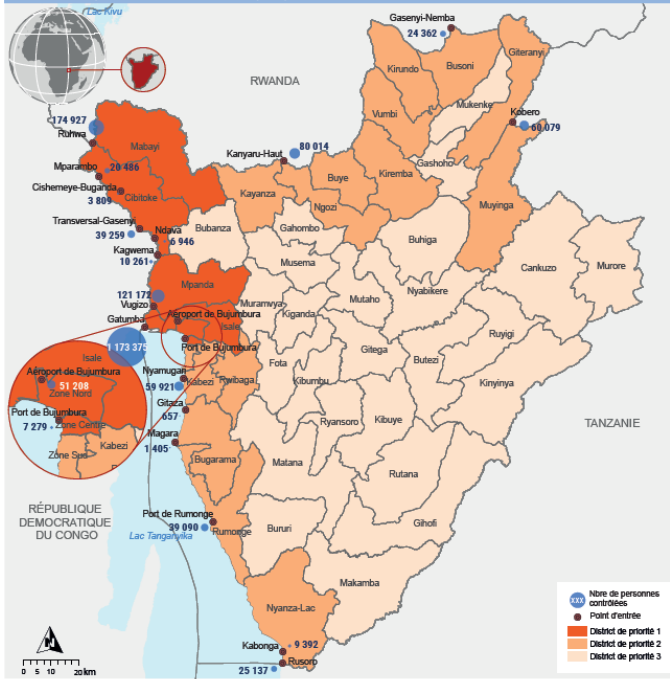 Lac Kivu
Gasenyi-Nemba
24 362
RWANDA
Kirundo
Busoni
Giteranyi
Mukenke
Vumbi
Kobero
60 079
174 927
Ruhwa
Mabayi
Kanyaru-Haut
80 014
Gashoho
Mparambo
20 486
Cishemeye-Buganda
3 809
Cibitoke
Kayanza
Buye
Kiremba
Ngozi
Muyinga
Transversal-Gasenyi
39 259
Ndava
6 946
Bubanza
Gahombo
Buhiga
Kagwema
10 261
Musema
Cankuzo
Murore
Mpanda
121 172
Vugizo
Muramvya
Mutaho
Nyabikere
Gatumba
Aéroport de Bujumbura
Isale
Kiganda
Port de Bujumbura
Gitega
Ruyigi
Butezi
1 173 375
Isale
Aéroport de Bujumbura
51 208
Zone Nord
Port de Bujumbura
7 279
Zone Centre
Kabezi
Zone Sud
Nyamugari
59 921
Kabezi
Rwibaga
Fota
Kibumbu
Kinyinya
Gitaza
657
Ryansoro
Kibuye
TANZANIE
Magara
1 405
Bugarama
Matana
Rutana
RÉPUBLIQUE
DEMOCRATIQUE
DU CONGO
Port de Rumonge
39 090
Lac Tanganyika
Rumonge
Bururi
Gihofi
Makamba
Nyanza-Lac
Kabonga
9 392
Rusoro
25 137
N
0 5 10 20 km
xxx Nbre de personnes
contrôlées
Point d'entrée
District de priorité 1
District de priorité 2
District de priorité 3